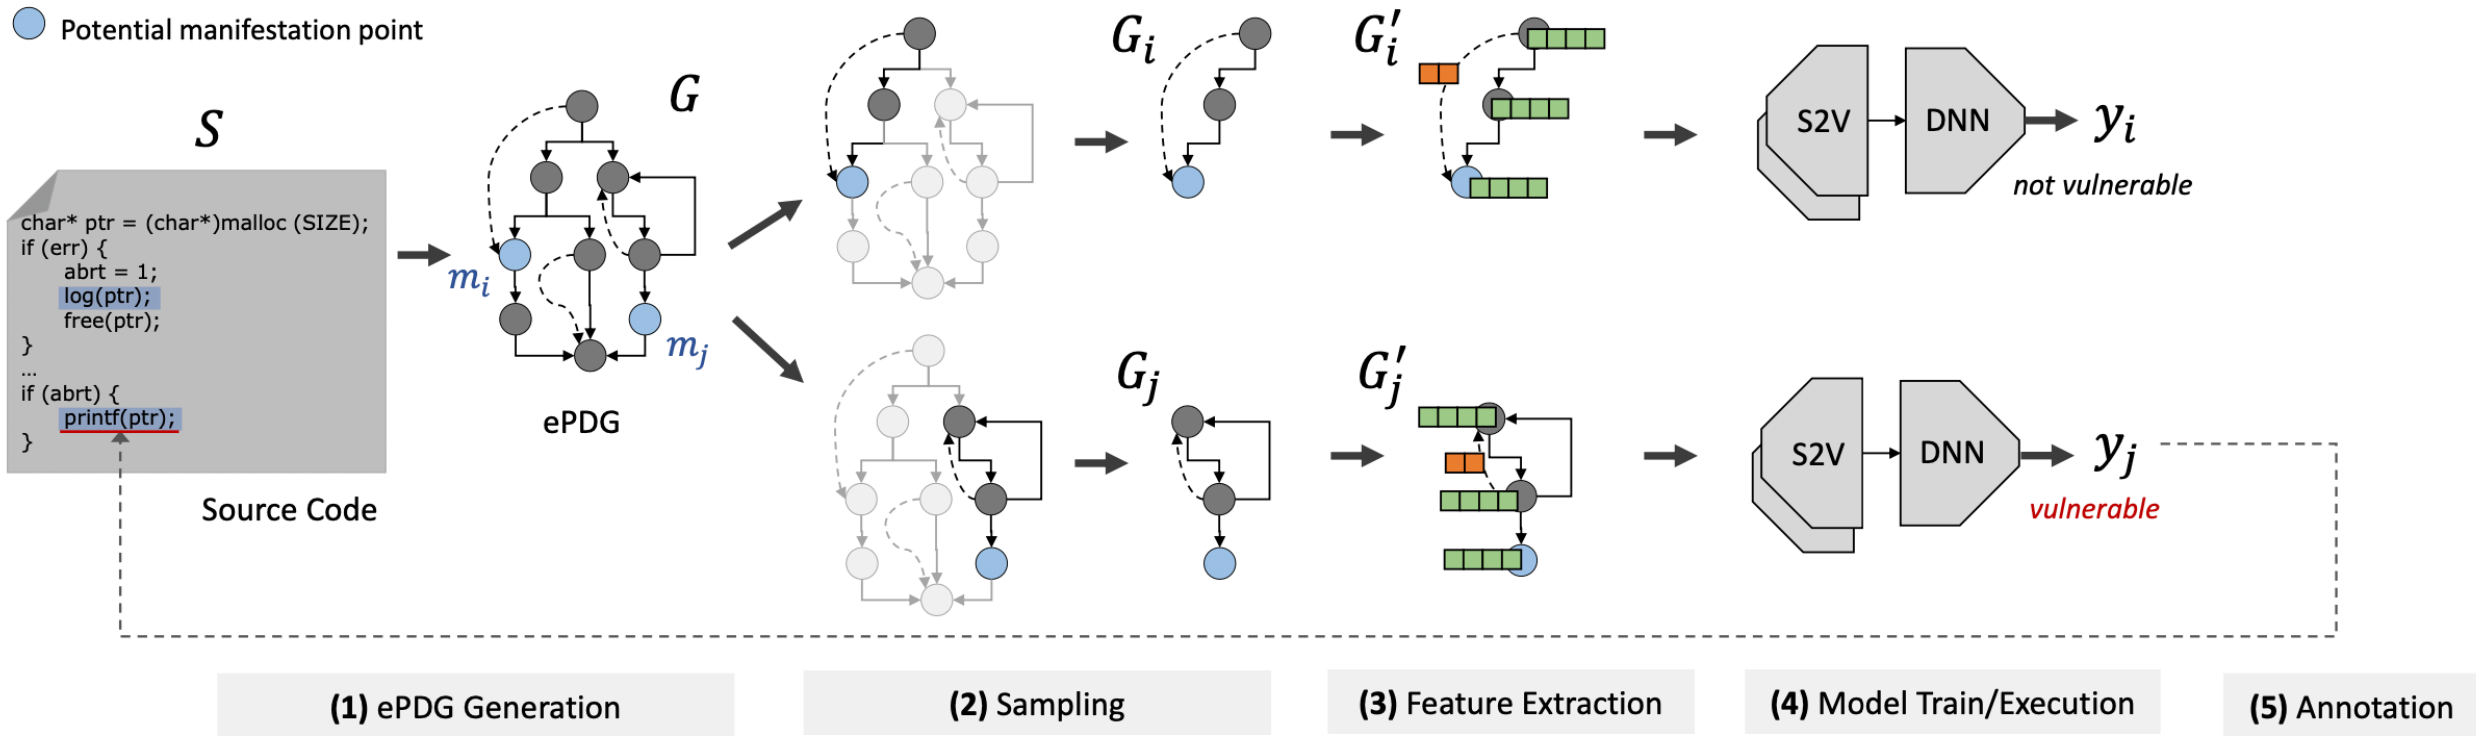 Potential manifestation point
S
char* ptr = (char*)malloc (SIZE);
if (err) {
abrt = 1;
log(ptr);
free(ptr);
}
...
if (abrt) {
printf(ptr);
}
Source Code
G
m_i
m_j
ePDG
G_i
G'_i
S2V
DNN
y_i
not vulnerable
G_j
G'_j
S2V
DNN
y_j
vulnerable
(1) ePDG Generation
(2) Sampling
(3) Feature Extraction
(4) Model Train/Execution
(5) Annotation